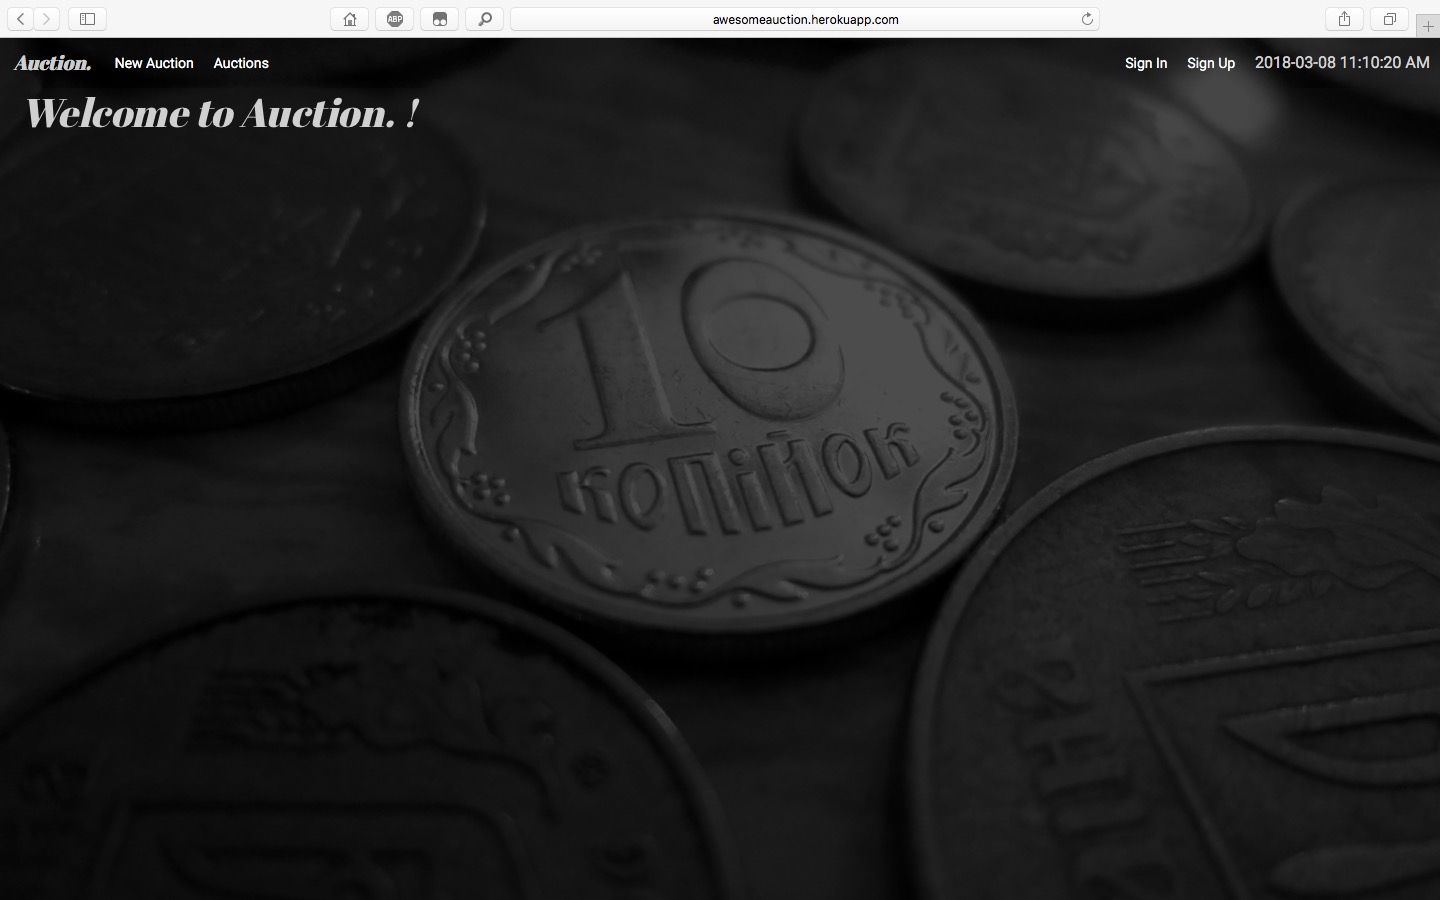 ABP
awesomeauction.herokuapp.com
Auction. New Auction Auctions Sign In Sign Up 2018-03-08 11:10:20 AM
Welcome to Auction. !
10
копійок